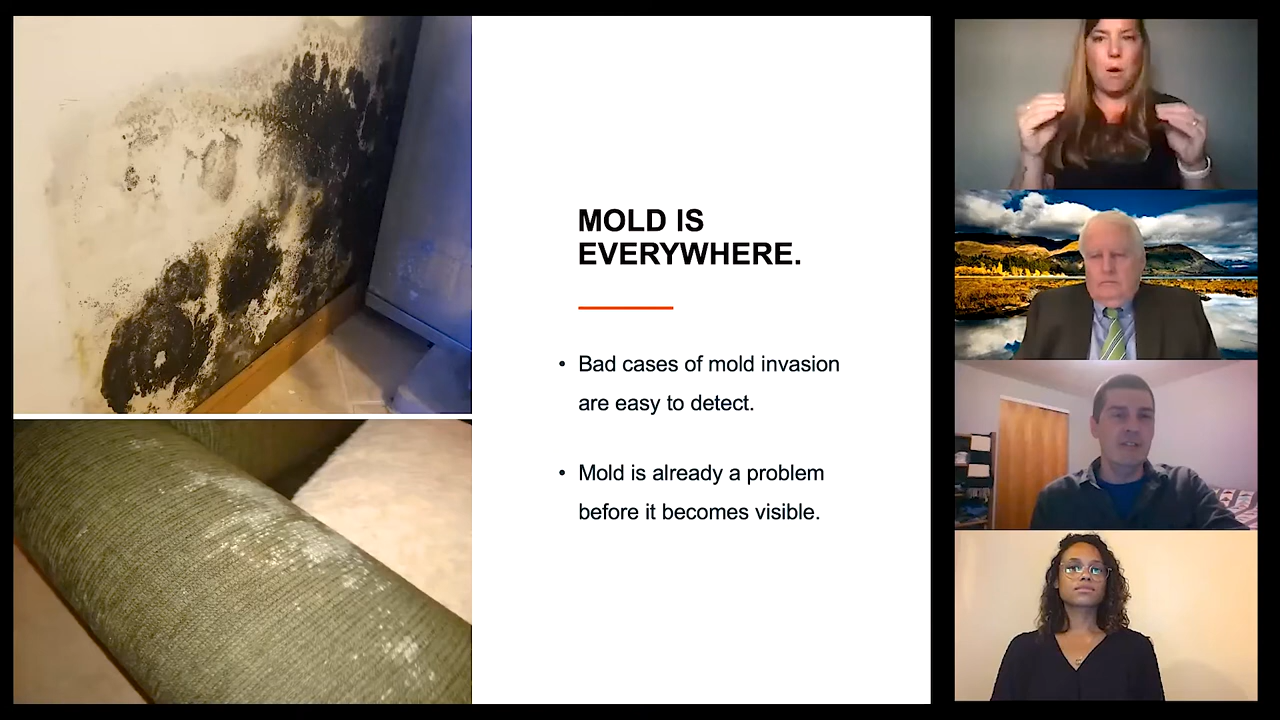 MOLD IS
EVERYWHERE.
• Bad cases of mold invasion
are easy to detect.
• Mold is already a problem
before it becomes visible.